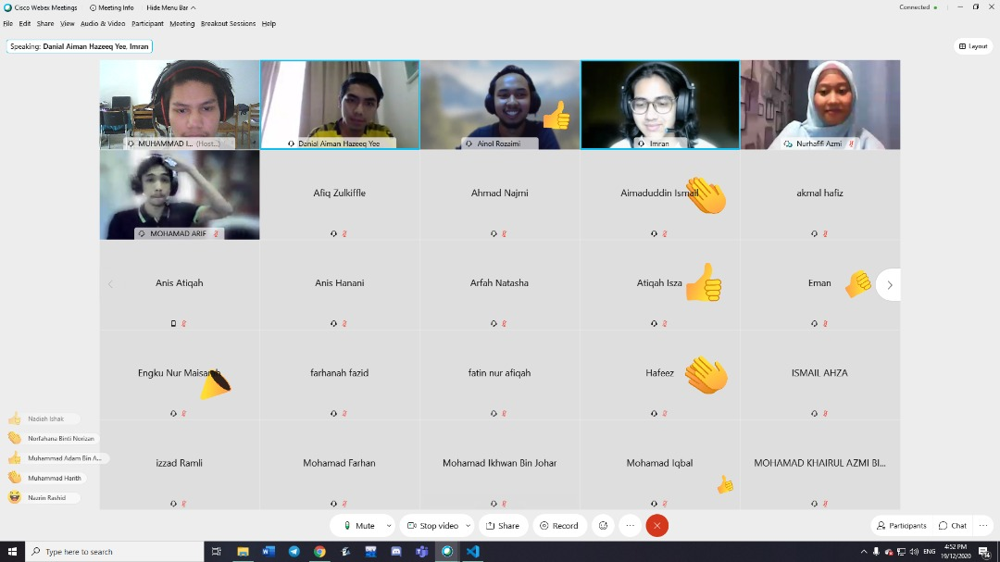 Cisco Webex Meetings
Meeting Info
Hide Menu Bar
Connected
File Edit Share View Audio & Video Participant Meeting Breakout Sessions Help
Speaking: Danial Aiman Hazeeq Yee, Imran
Layout
MUHAMMAD I... (Host...)
Danial Aiman Hazeeq Yee
Ainol Rozaimi
Imran
Nurhafifi Azmi
MOHAMAD ARIF
Afiq Zulkiffle
Ahmad Najmi
Aimaduddin Ismail
akmal hafiz
Anis Atiqah
Anis Hanani
Arfah Natasha
Atiqah Isza
Eman
Engku Nur Maisarah
farhanah fazid
fatin nur afiqah
Hafeez
ISMAIL AHZA
Nadiah Ishak
Norfahana Binti Norizan
Muhammad Adam Bin A...
Muhammad Hanth
Nazrin Rashid
izzad Ramli
Mohamad Farhan
Mohamad Ikhwan Bin Johar
Mohamad Iqbal
MOHAMAD KHAIRUL AZMI BI...
Mute
Stop video
Share
Record
Participants
Chat
Type here to search
ENG
4:52 PM
19/12/2020